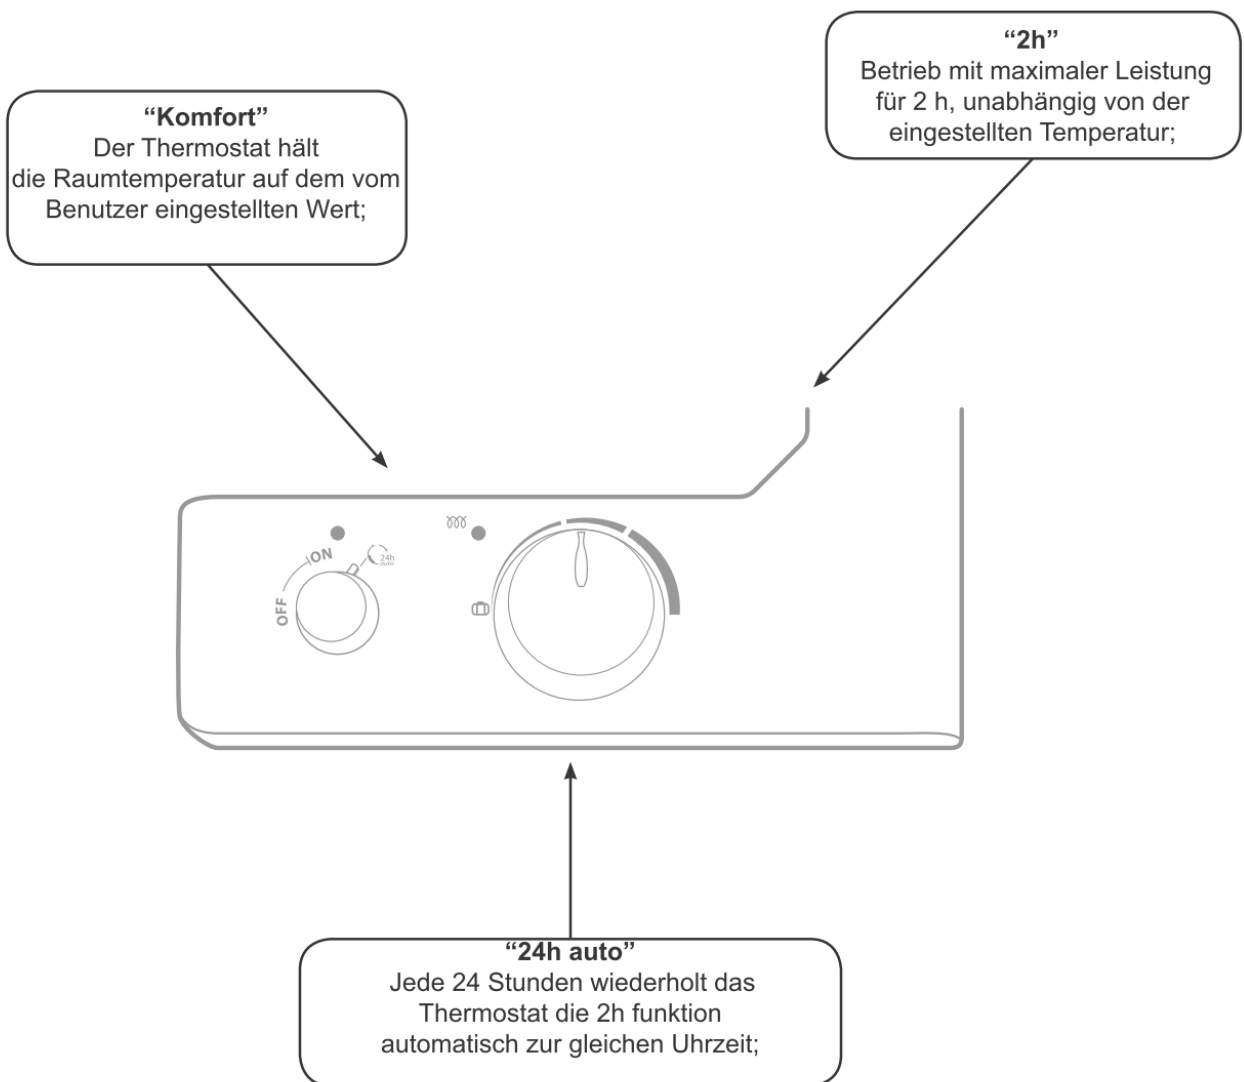 “2h”
Betrieb mit maximaler Leistung
für 2 h, unabhängig von der
eingestellten Temperatur;
“Komfort”
Der Thermostat hält
die Raumtemperatur auf dem vom
Benutzer eingestellten Wert;
ON
24h
auto
OFF
“24h auto”
Jede 24 Stunden wiederholt das
Thermostat die 2h funktion
automatisch zur gleichen Uhrzeit;